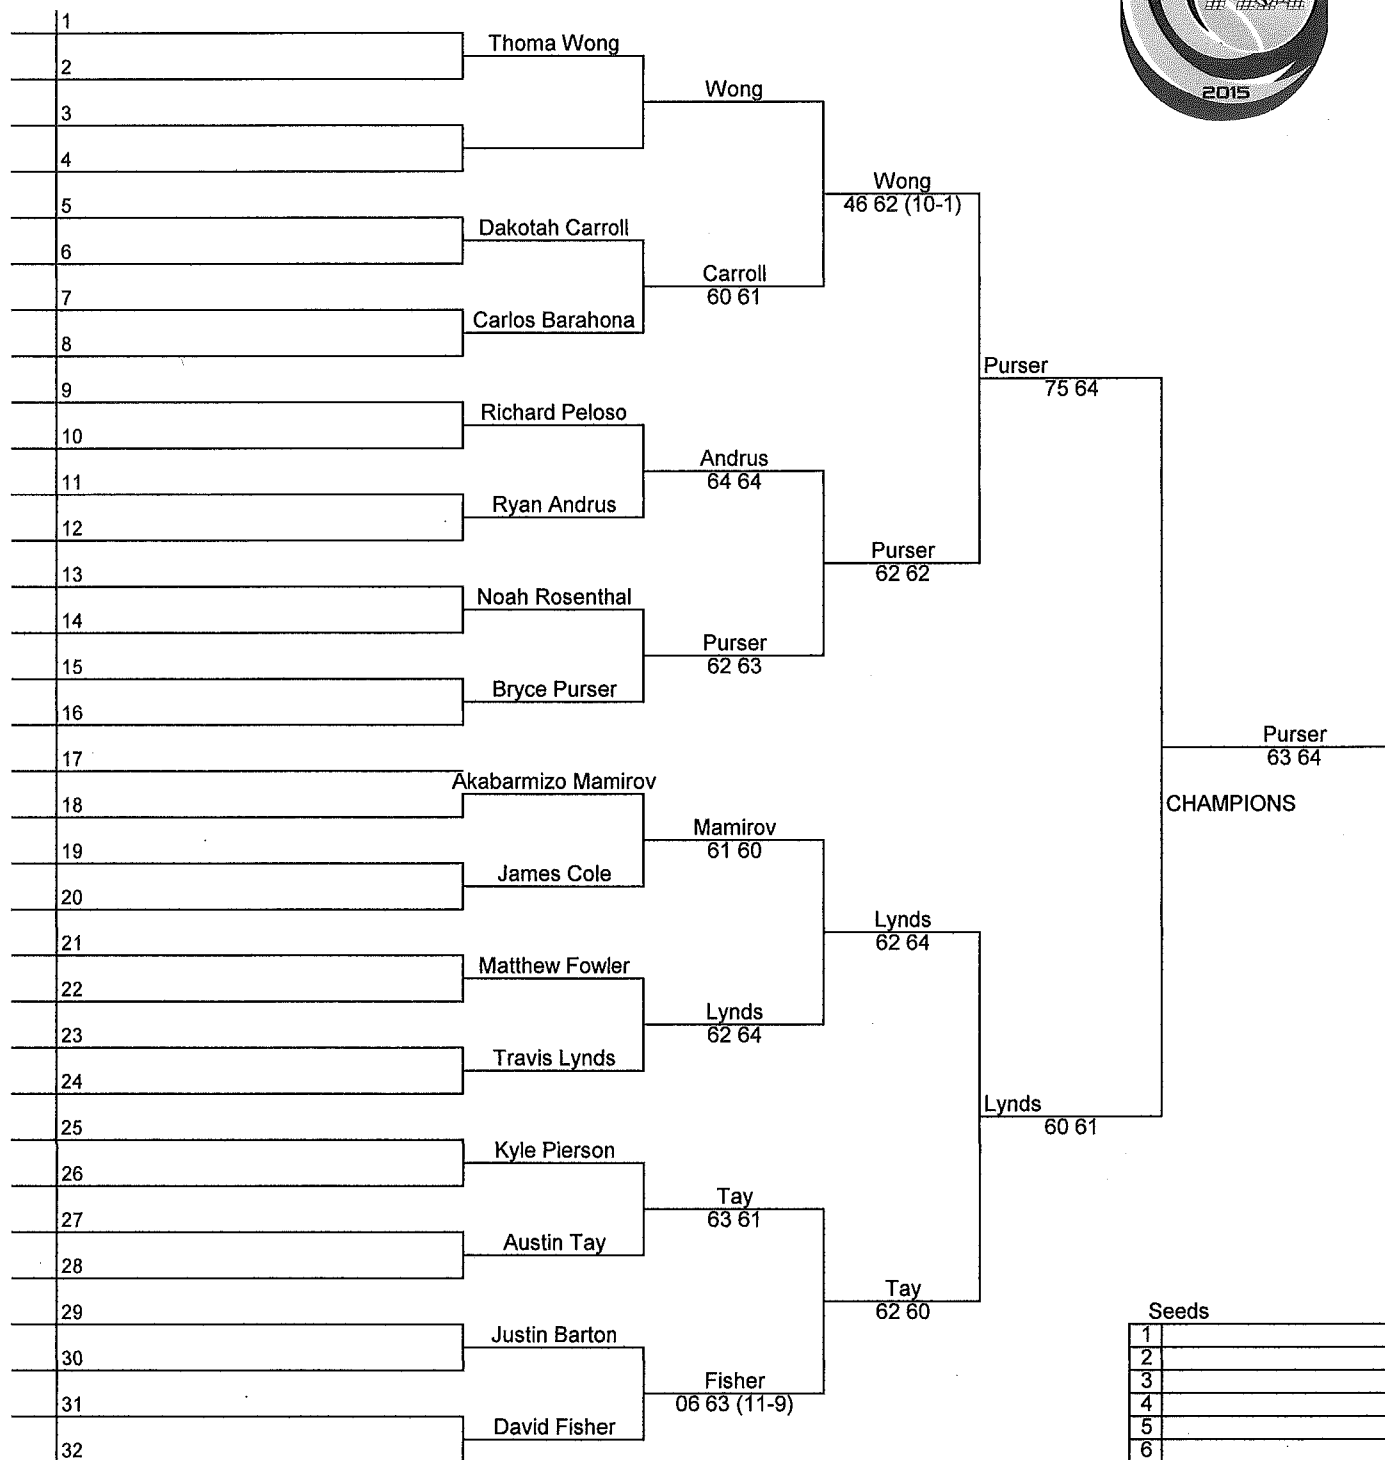 1
Thoma Wong
2
Wong
3
4
Wong
46 62 (10-1)
5
Dakotah Carroll
6
Carroll
60 61
7
Carlos Barahona
8
Purser
75 64
9
Richard Peloso
10
Andrus
64 64
11
Ryan Andrus
12
Purser
62 62
13
Noah Rosenthal
14
Purser
62 63
15
Bryce Purser
16
Purser
63 64
17
Akabarmizo Mamirov
18
CHAMPIONS
Mamirov
61 60
19
James Cole
20
Lynds
62 64
21
Matthew Fowler
22
Lynds
62 64
23
Travis Lynds
24
Lynds
60 61
25
Kyle Pierson
26
Tay
63 61
27
Austin Tay
28
Tay
62 60
29
Justin Barton
30
Fisher
06 63 (11-9)
31
David Fisher
32
2015
Seeds
1
2
3
4
5
6